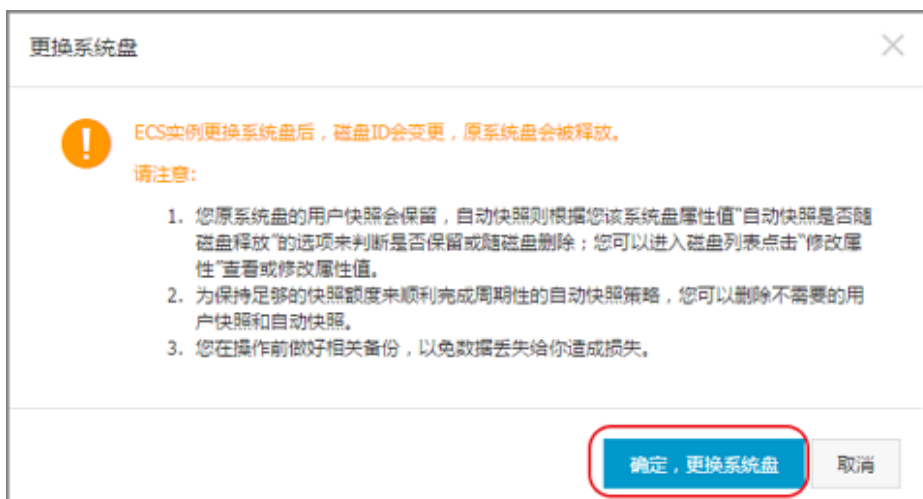 更换系统盘
ECS实例更换系统盘后，磁盘ID会变更，原系统盘会被释放。
请注意:
1. 您原系统盘的用户快照会保留，自动快照则根据您该系统盘属性值"自动快照是否随
磁盘释放"的选项来判断是否保留或随磁盘删除；您可以进入磁盘列表点击"修改属
性"查看或修改属性值。
2. 为保持足够的快照额度来顺利完成周期性的自动快照策略，您可以删除不需要的用
户快照和自动快照。
3. 您在操作前做好相关备份，以免数据丢失给你造成损失。
确定，更换系统盘
取消